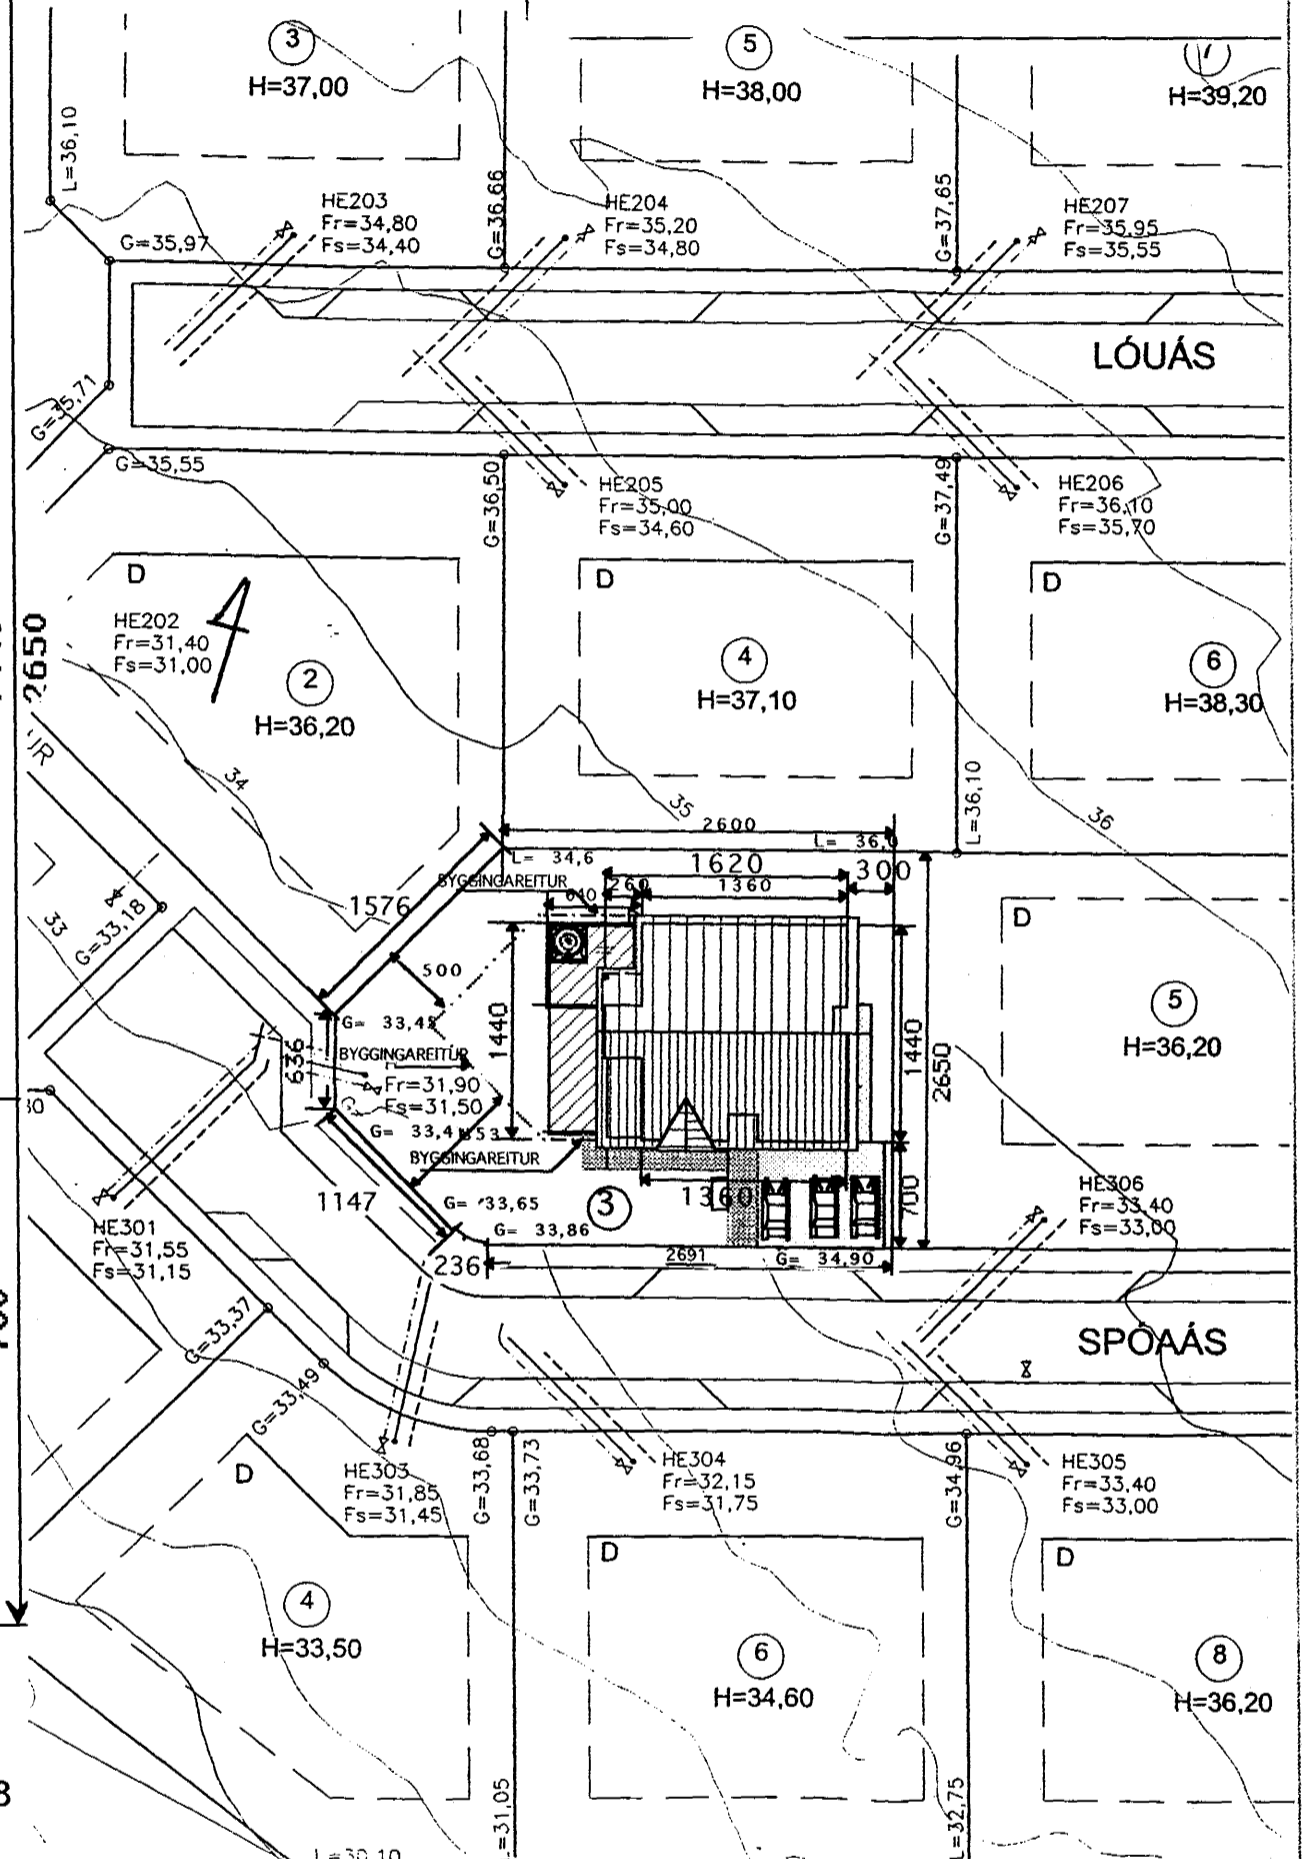 3
H=37,00
5
H=38,00
7
H=39,20
L=36,10
G=36,66
G=37,65
HE203
Fr=34,80
Fs=34,40
HE204
Fr=35,20
Fs=34,80
HE207
Fr=35,95
Fs=35,55
G=35,97
LÓUÁS
G=35,71
G=35,55
G=36,50
G=37,49
HE205
Fr=35,00
Fs=34,60
HE206
Fr=36,10
Fs=35,70
D
D
D
HE202
Fr=31,40
Fs=31,00
2650
2
H=36,20
4
H=37,10
6
H=38,30
UR
34
35
36
L=36,10
2600
L= 34,6
L= 36,0
1620
300
BYGGINGAREITUR
260
1360
640
1576
33
G=33,18
500
D
5
H=36,20
G= 33,45
1440
1440
2650
636
BYGGINGAREITUR
Fr=31,90
Fs=31,50
G= 33,4
BYGGINGAREITUR
1147
G= 33,65
3
1360
700
G= 33,86
236
2691
G= 34,90
HE301
Fr=31,55
Fs=31,15
HE306
Fr=33,40
Fs=33,00
SPÓAÁS
G=33,37
G=33,49
G=33,68
G=33,73
G=34,96
HE303
Fr=31,85
Fs=31,45
HE304
Fr=32,15
Fs=31,75
HE305
Fr=33,40
Fs=33,00
D
D
D
4
H=33,50
6
H=34,60
8
H=36,20
=31,05
L=32,75
8
L=30,10